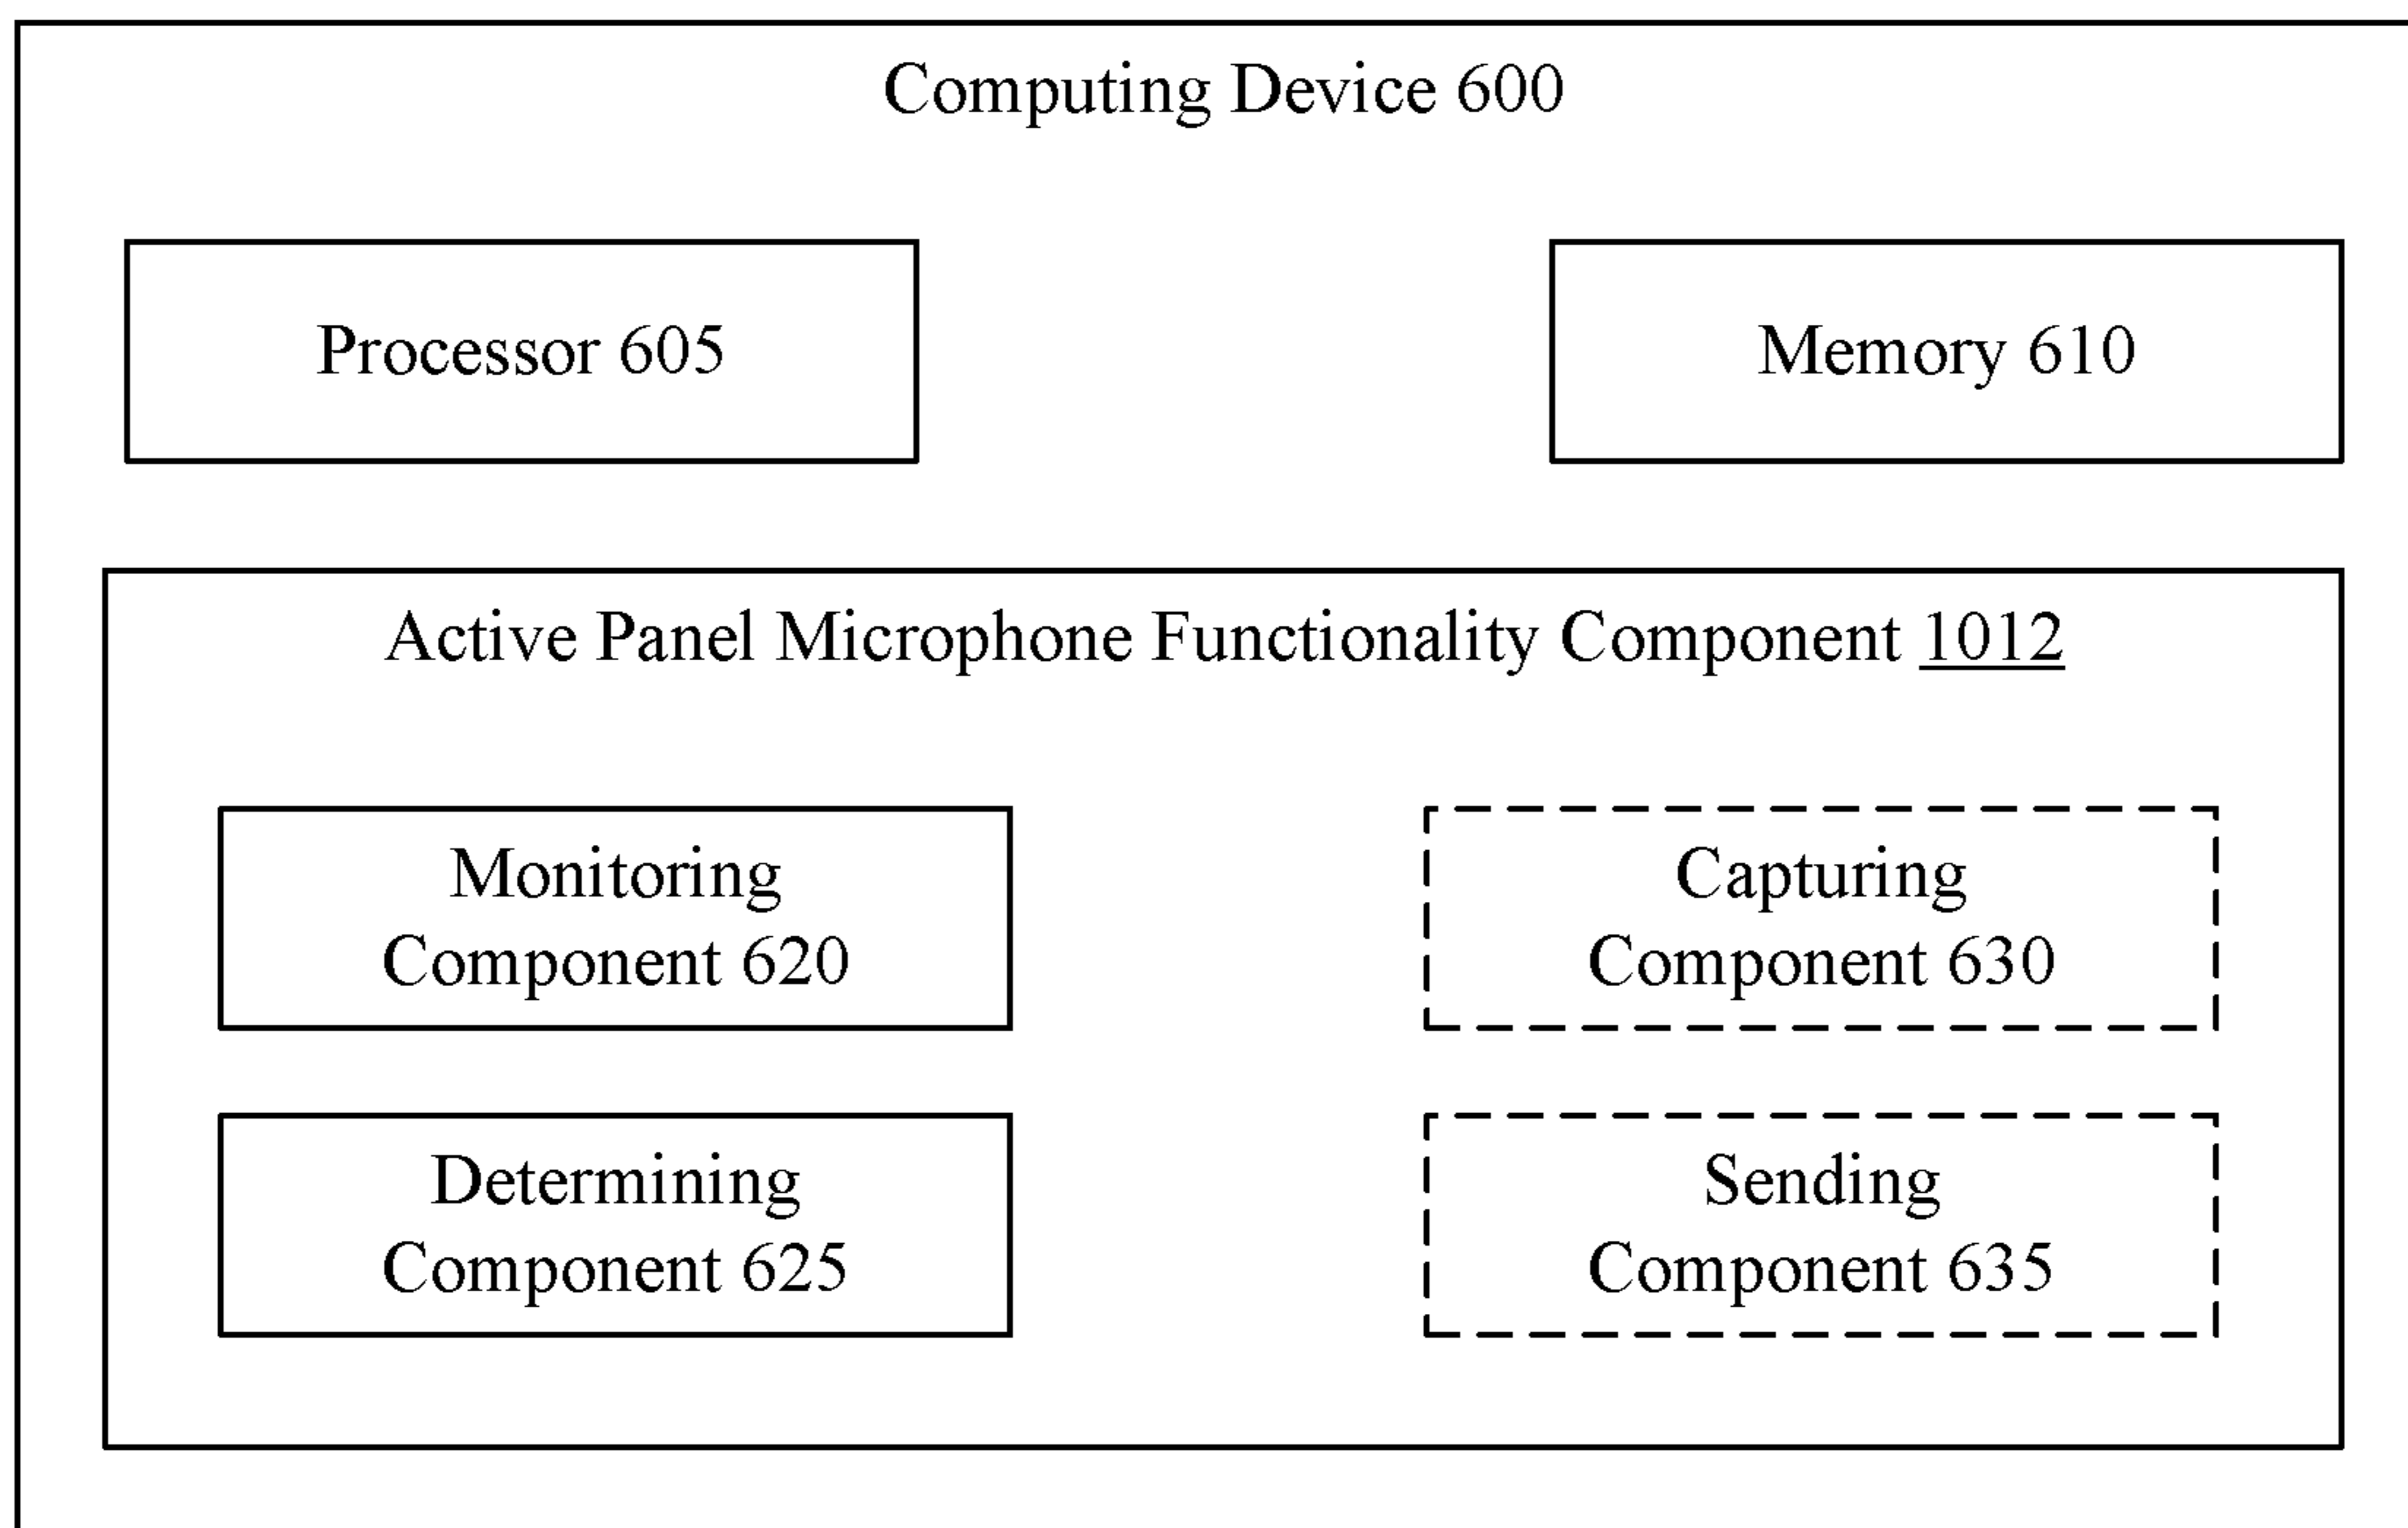 Computing Device 600
Processor 605
Memory 610
Active Panel Microphone Functionality Component 1012
Monitoring
Component 620
Capturing
Component 630
Determining
Component 625
Sending
Component 635